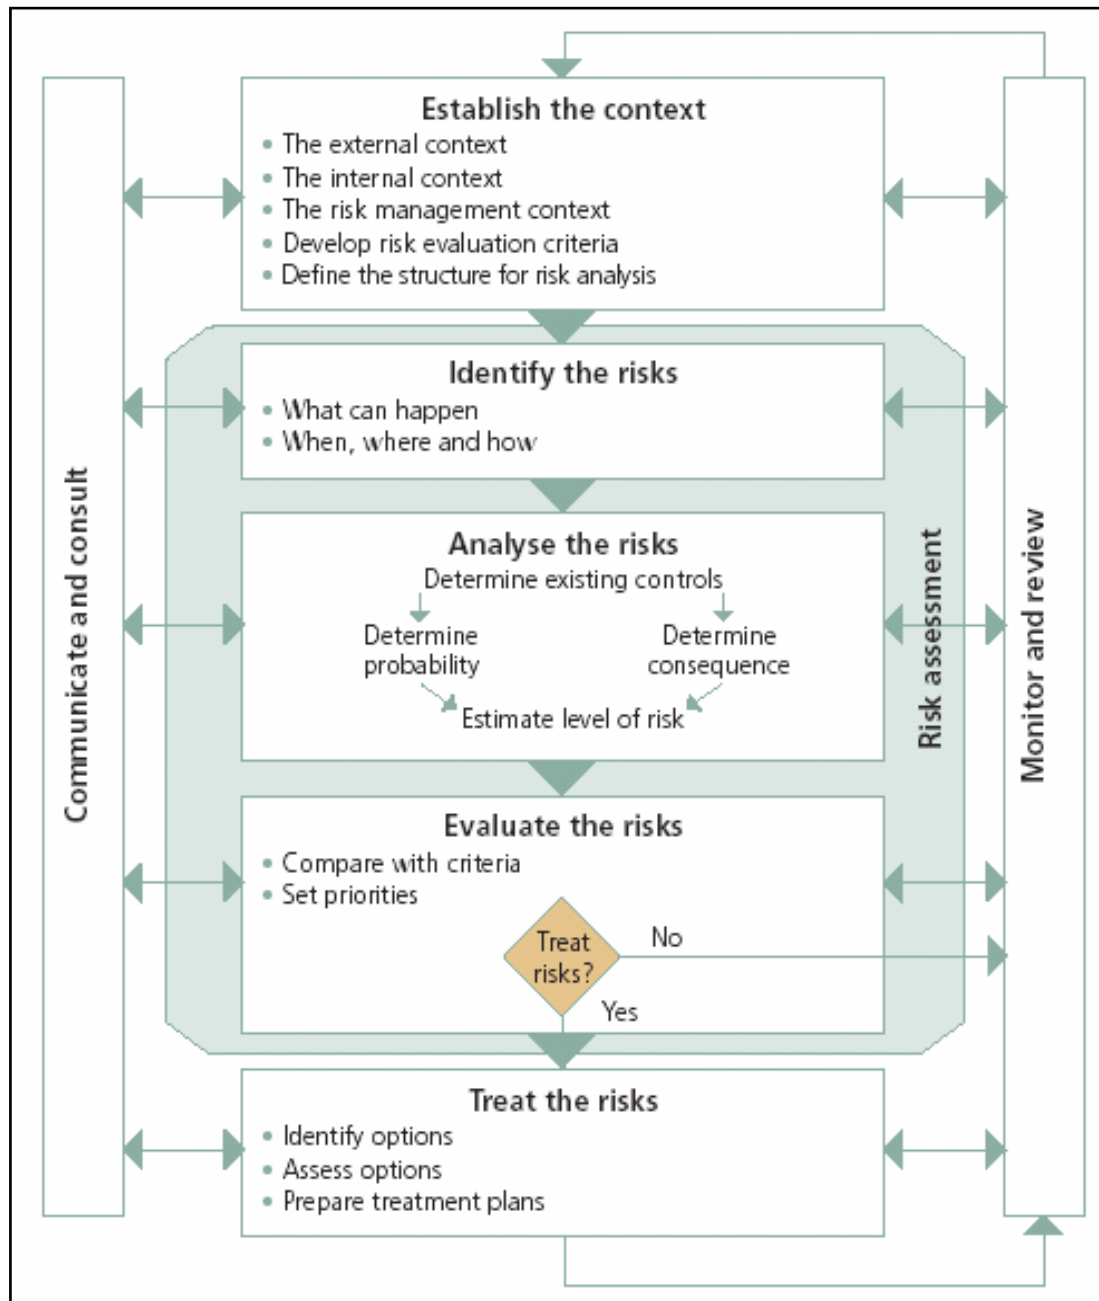 Establish the context
• The external context
• The internal context
• The risk management context
• Develop risk evaluation criteria
• Define the structure for risk analysis
Identify the risks
• What can happen
• When, where and how
Analyse the risks
Determine existing controls
Determine
probability
Determine
consequence
Estimate level of risk
Evaluate the risks
• Compare with criteria
• Set priorities
Treat
risks?
No
Yes
Treat the risks
• Identify options
• Assess options
• Prepare treatment plans
Communicate and consult
Risk assessment
Monitor and review